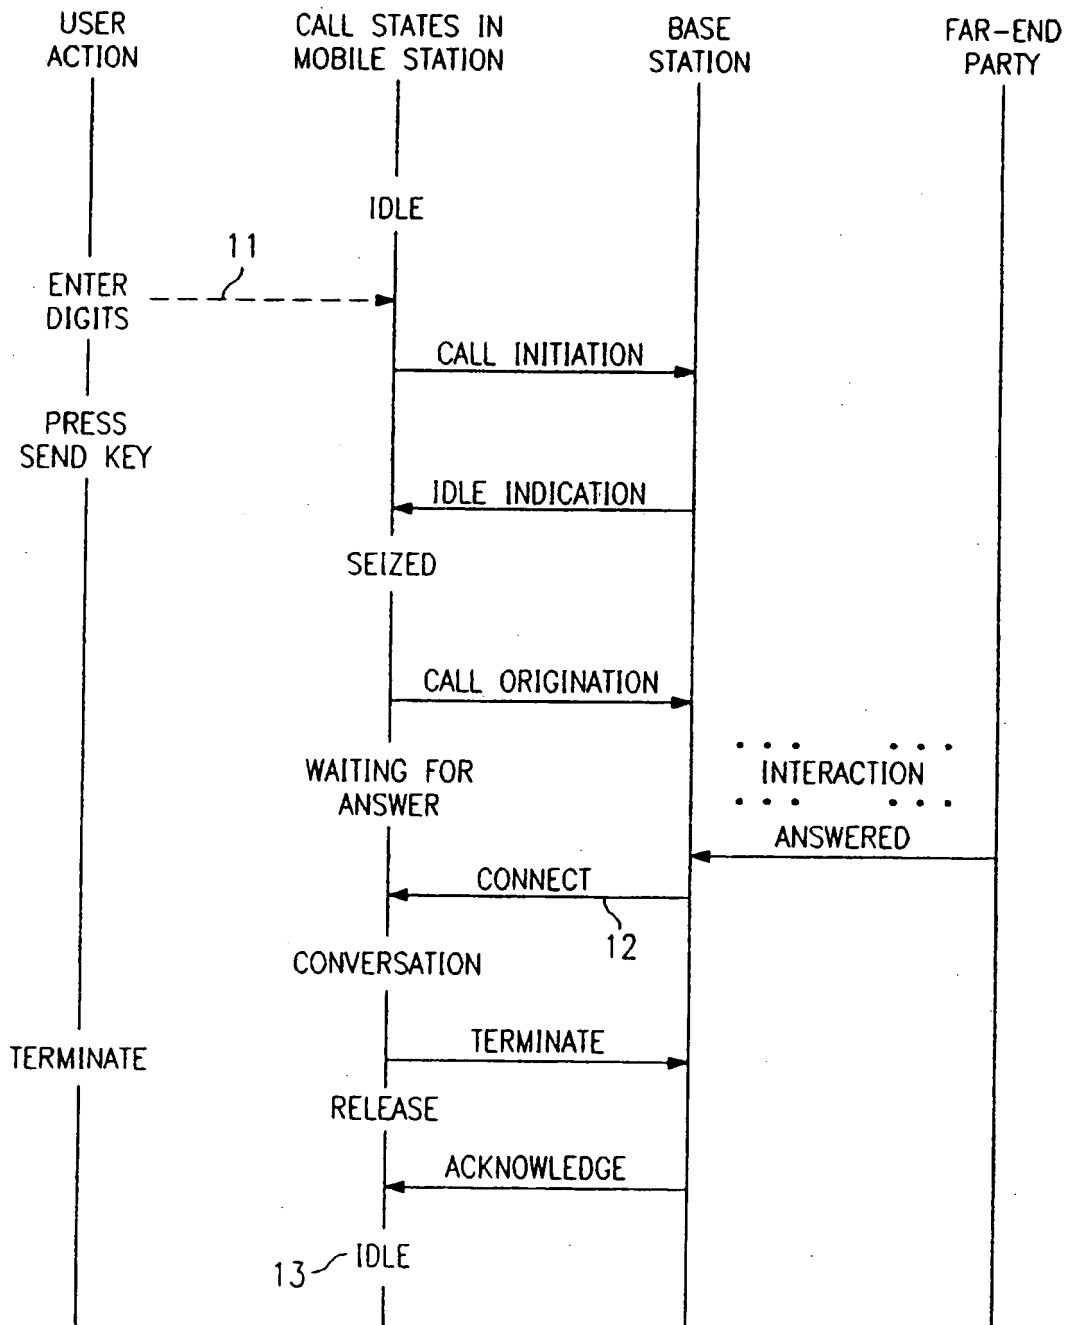 USER
ACTION
CALL STATES IN
MOBILE STATION
BASE
STATION
FAR-END
PARTY
IDLE
11
ENTER
DIGITS
CALL INITIATION
PRESS
SEND KEY
IDLE INDICATION
SEIZED
CALL ORIGINATION
WAITING FOR
ANSWER
INTERACTION
ANSWERED
CONNECT
12
CONVERSATION
TERMINATE
TERMINATE
RELEASE
ACKNOWLEDGE
13
IDLE